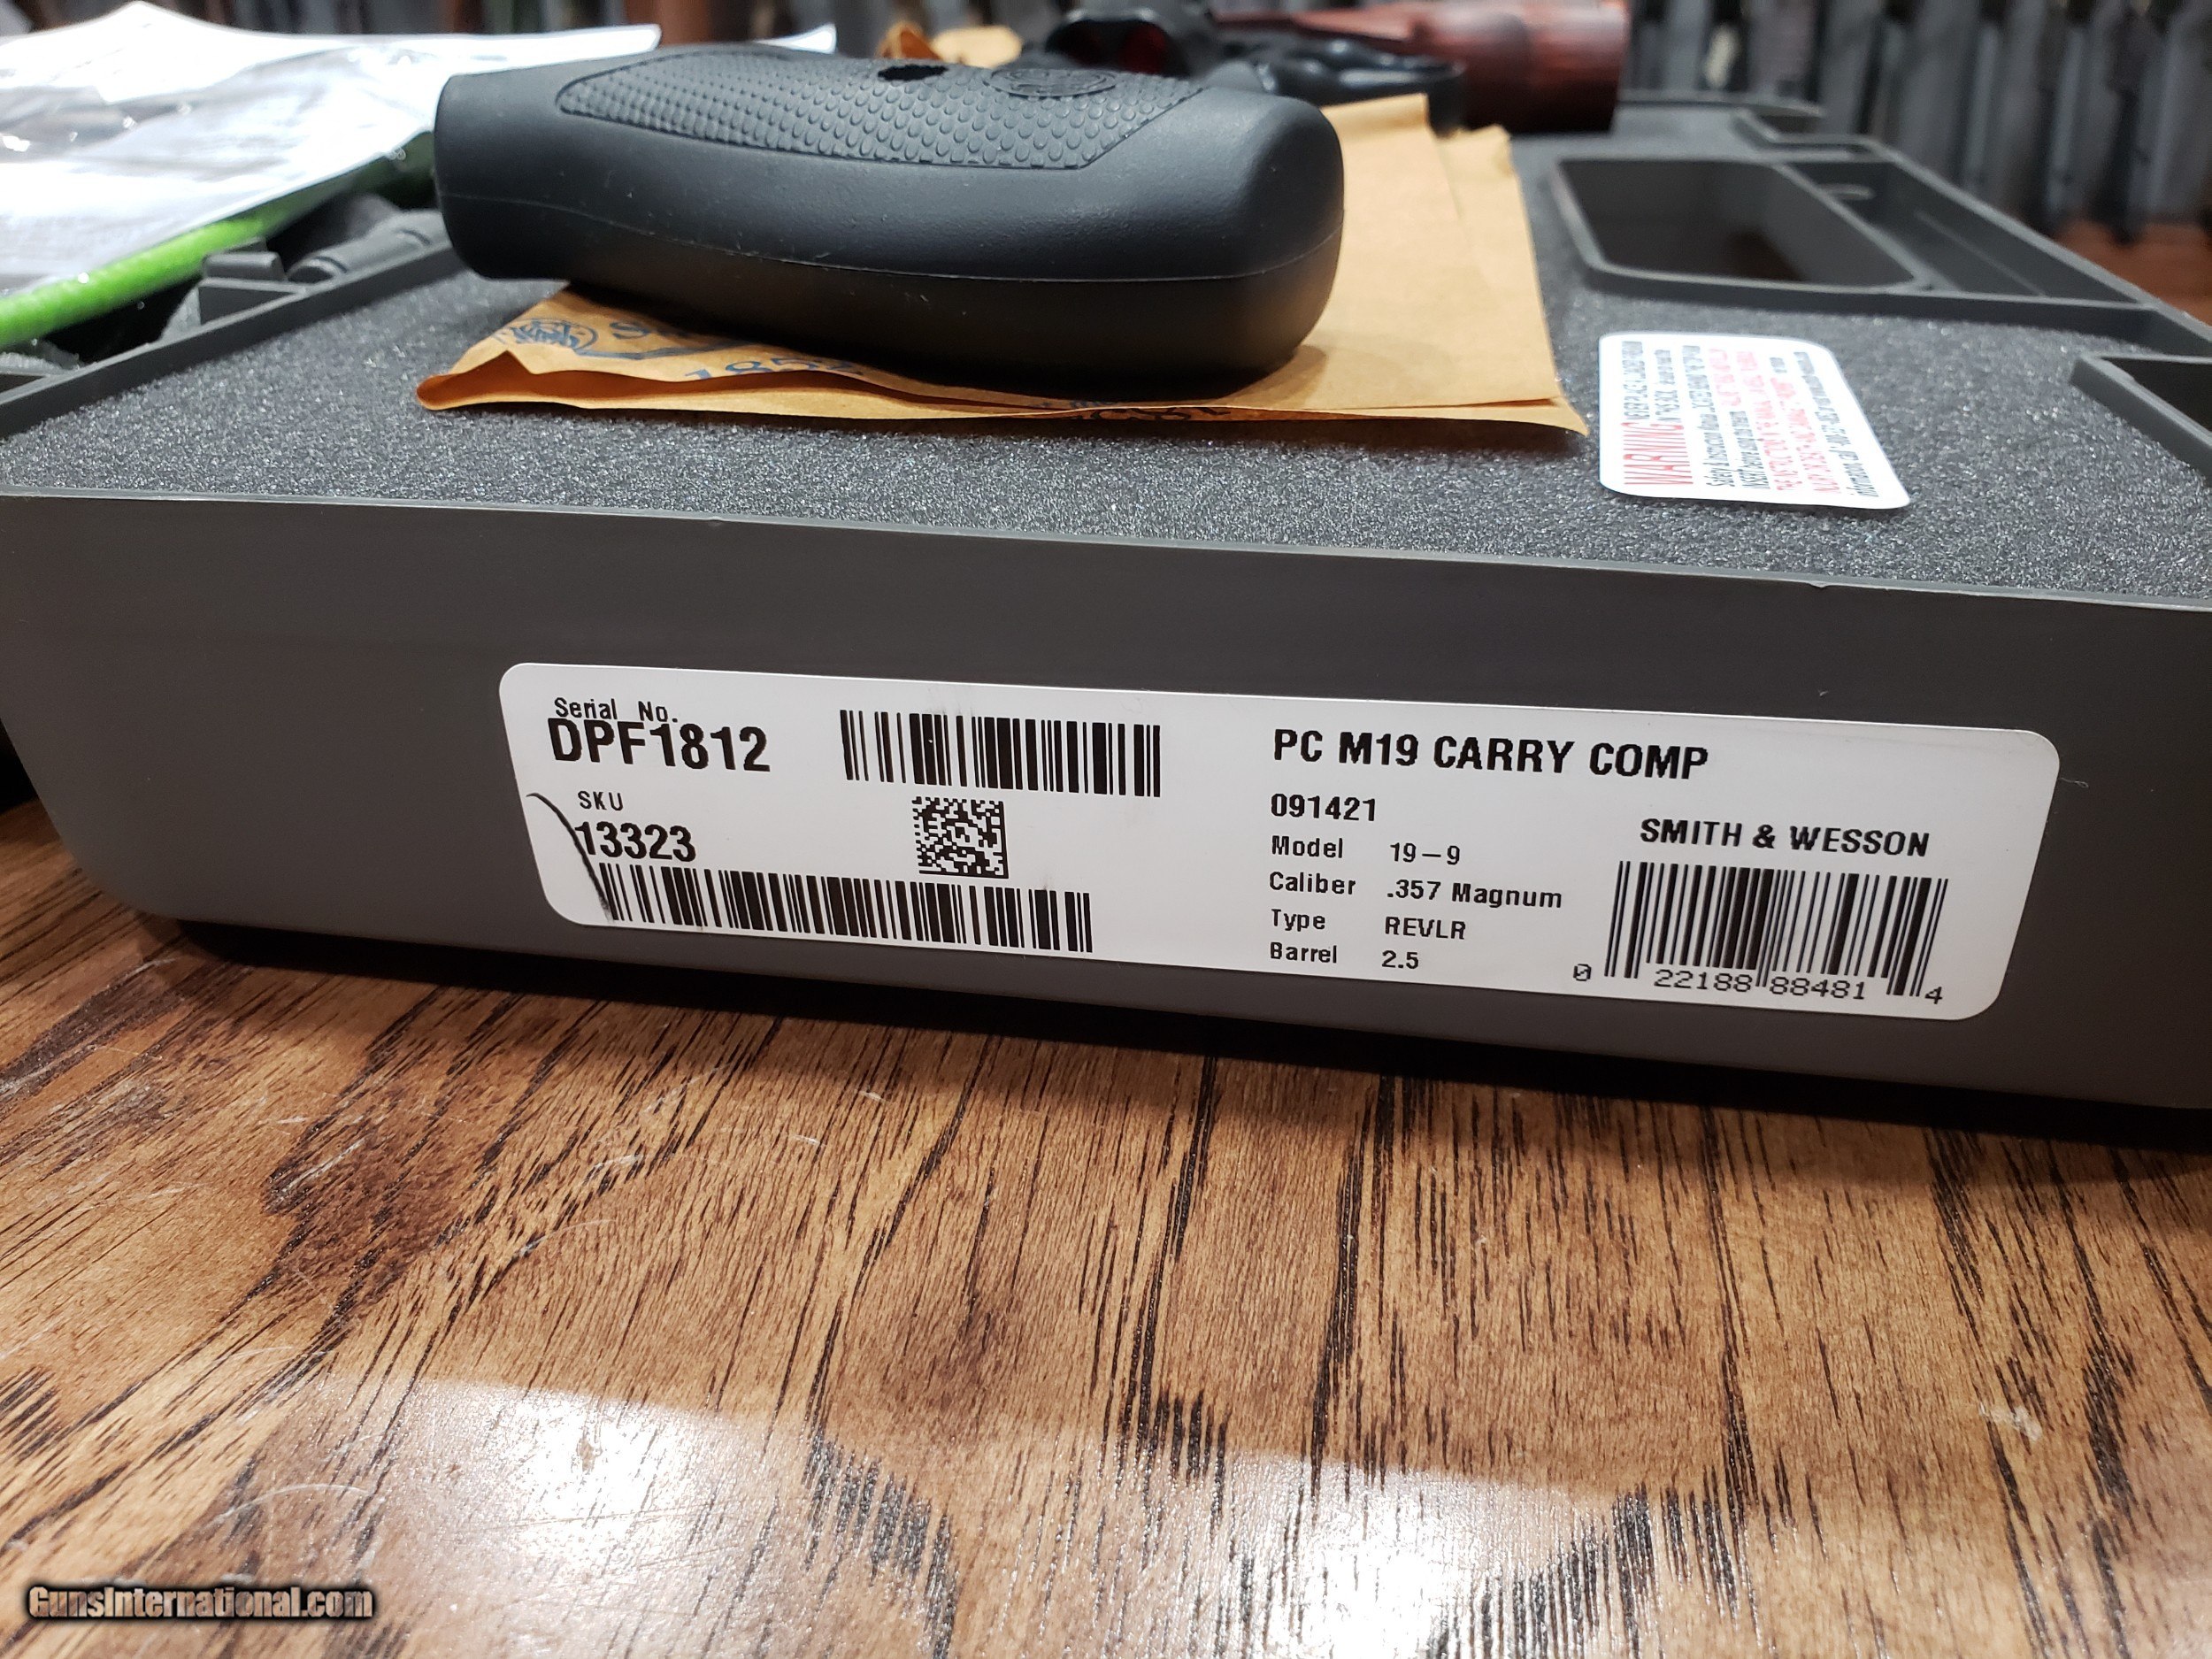 1852
WARNING
Serial No.
DPF1812
SKU
13323
PC M19 CARRY COMP
091421
Model 19-9
Caliber .357 Magnum
Type REVLR
Barrel 2.5
SMITH & WESSON
0 22188 88481 4
GunsInternational.com